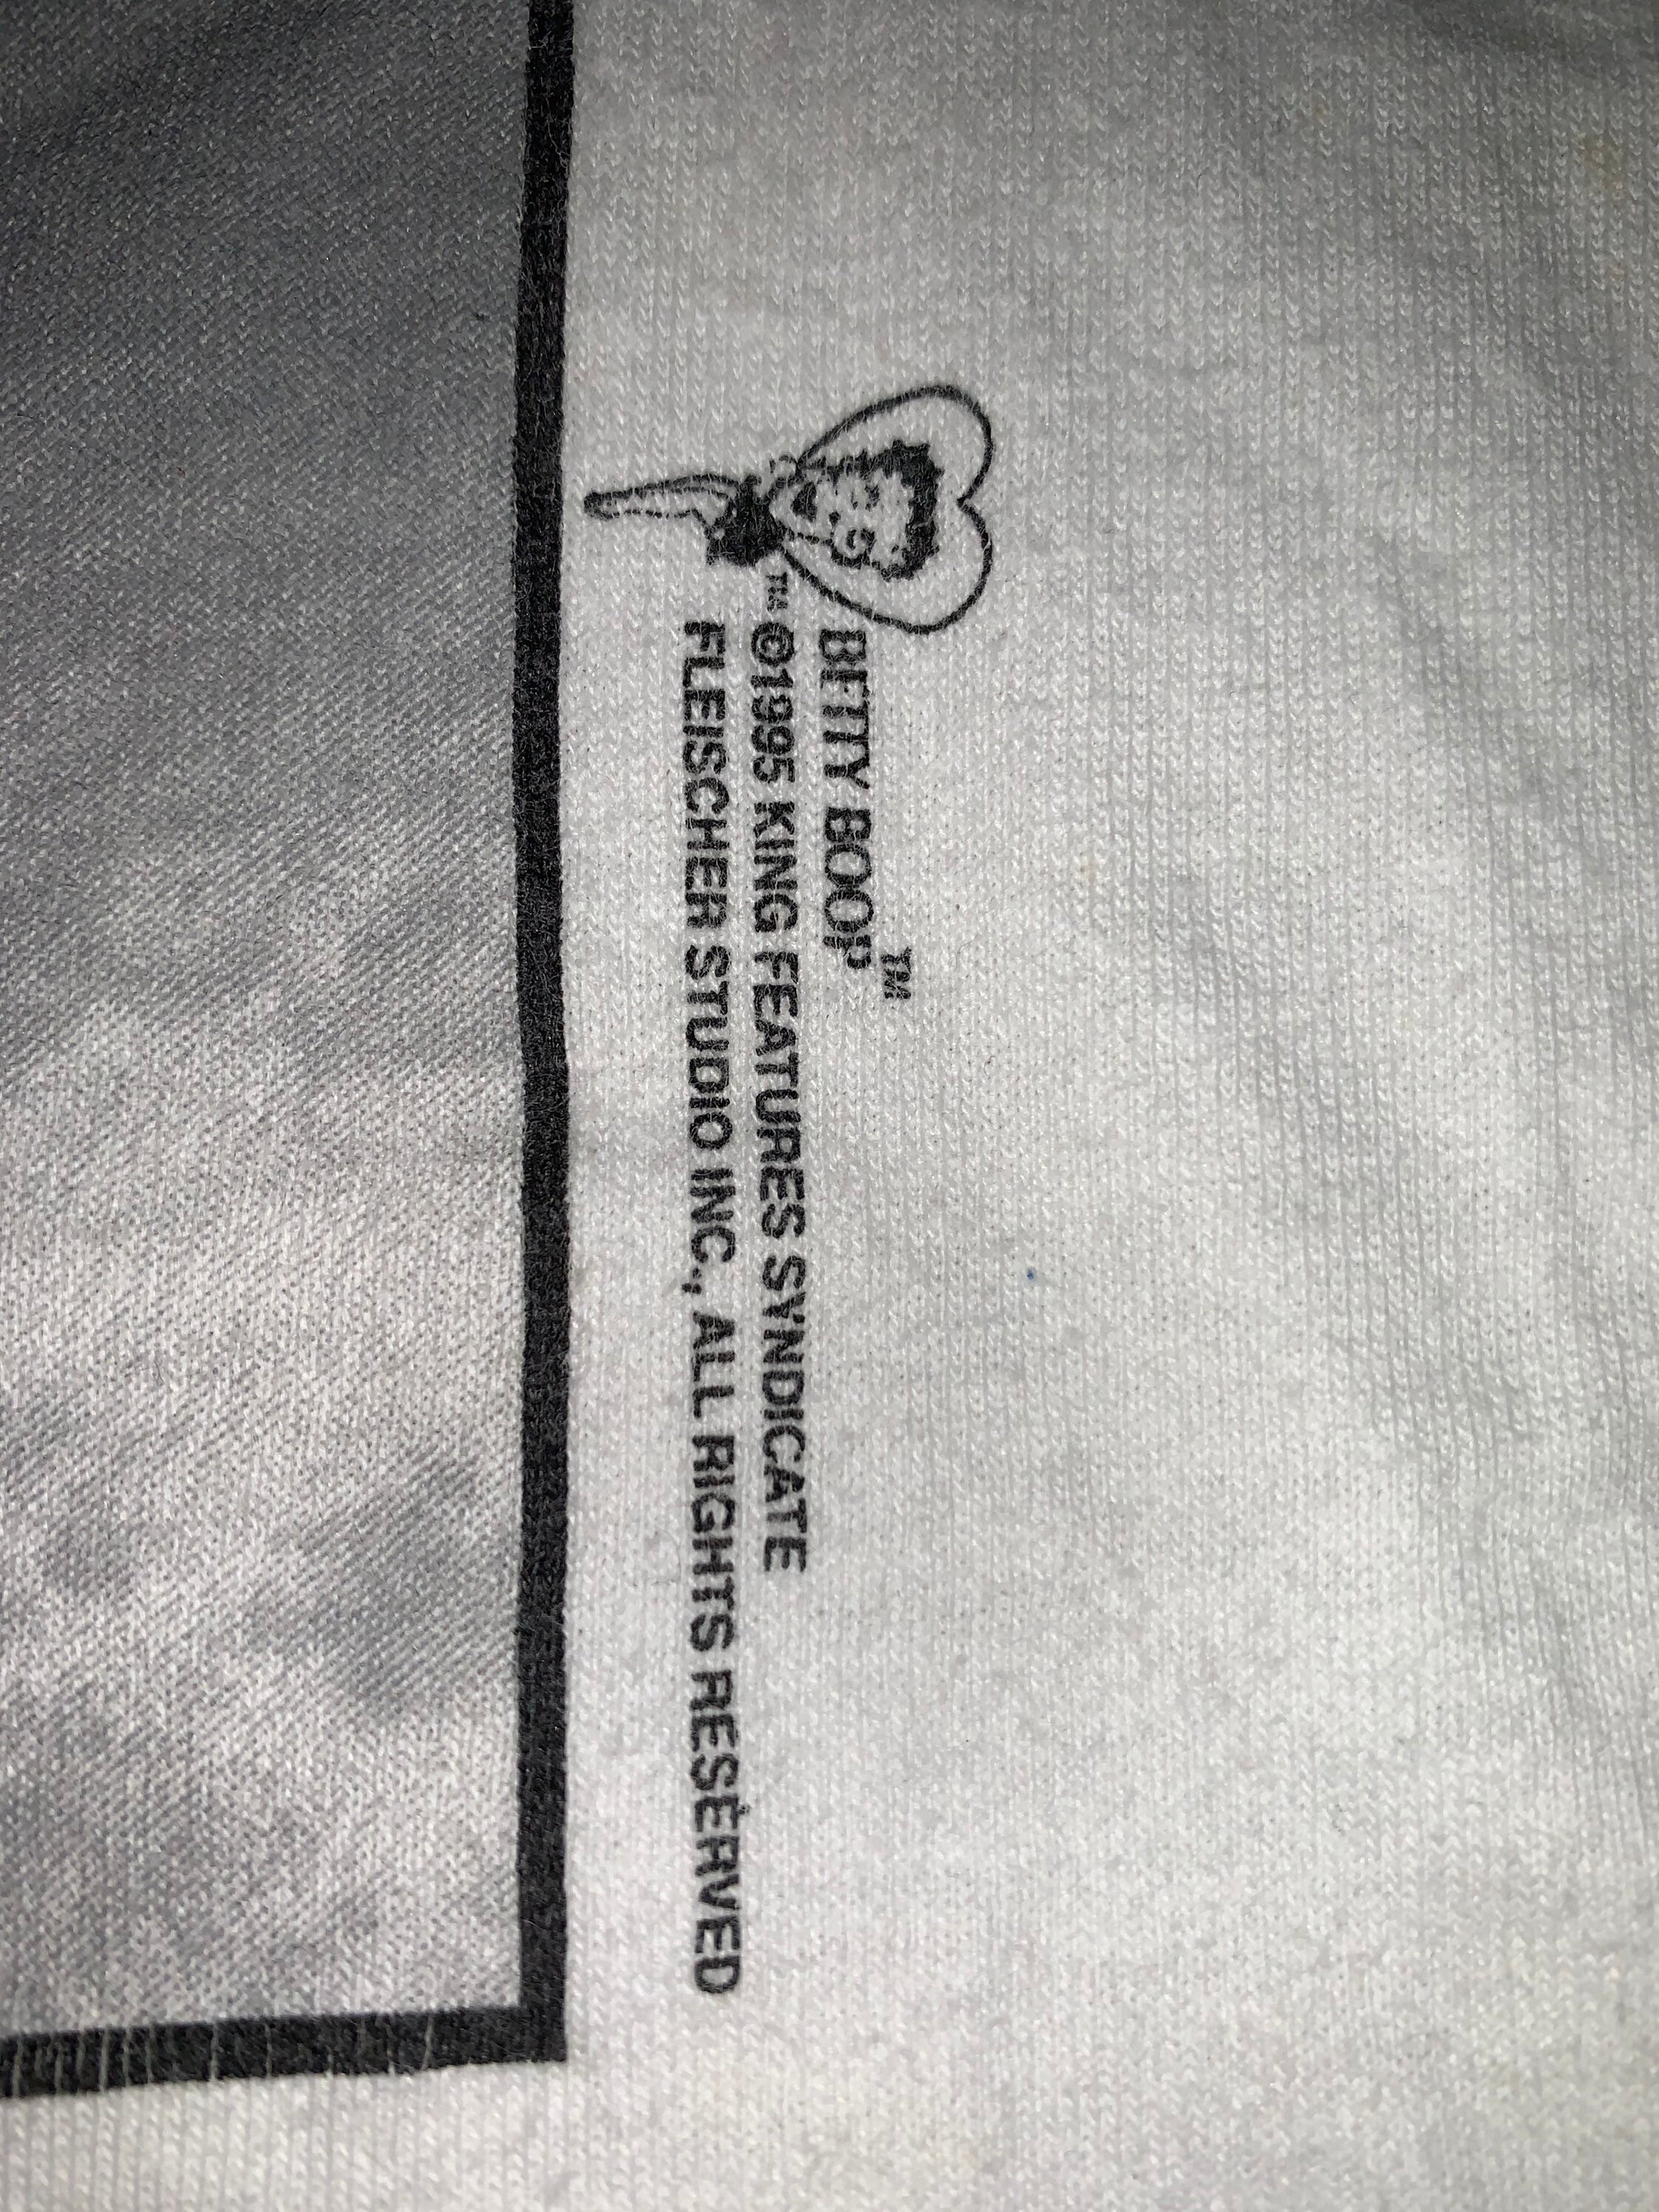 BETTY BOOP™
™©1995 KING FEATURES SYNDICATE
FLEISCHER STUDIO INC., ALL RIGHTS RESERVED